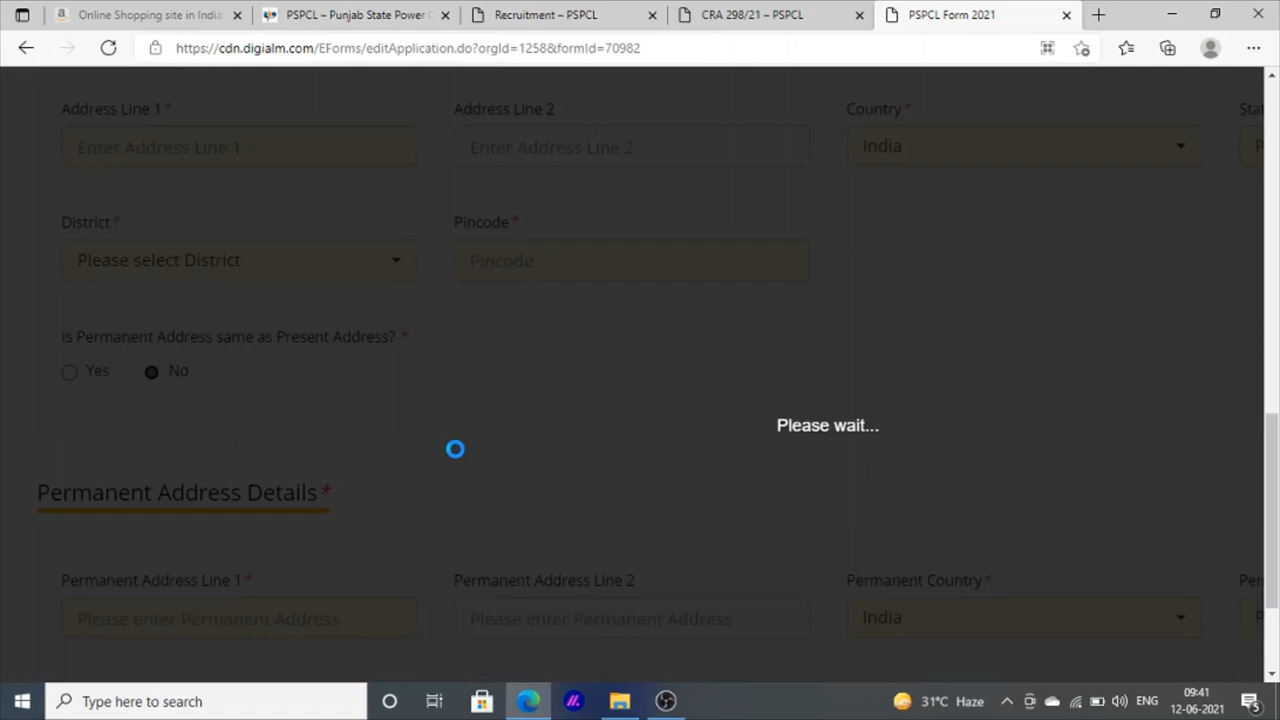 Online Shopping site in India
PSPCL – Punjab State Power C
Recruitment – PSPCL
CRA 298/21 – PSPCL
PSPCL Form 2021
https://cdn.digialm.com/EForms/editApplication.do?orgId=1258&formId=70982
Address Line 1 *
Address Line 2
Country *
Stat
Enter Address Line 1
Enter Address Line 2
India
P
District *
Pincode *
Please select District
Pincode
Is Permanent Address same as Present Address? *
Yes
No
Please wait...
Permanent Address Details *
Permanent Address Line 1 *
Permanent Address Line 2
Permanent Country *
Per
Please enter Permanent Address
Please enter Permanent Address
India
P
Type here to search
31°C Haze
ENG
09:41
12-06-2021
5